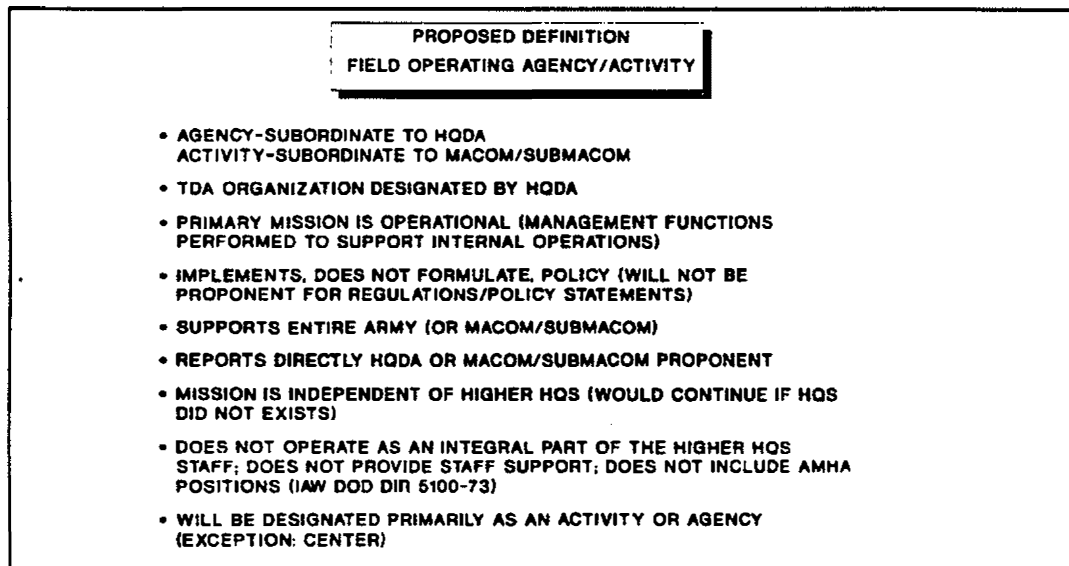 PROPOSED DEFINITION
FIELD OPERATING AGENCY/ACTIVITY
• AGENCY-SUBORDINATE TO HQDA
ACTIVITY-SUBORDINATE TO MACOM/SUBMACOM
• TDA ORGANIZATION DESIGNATED BY HQDA
• PRIMARY MISSION IS OPERATIONAL (MANAGEMENT FUNCTIONS
PERFORMED TO SUPPORT INTERNAL OPERATIONS)
• IMPLEMENTS, DOES NOT FORMULATE, POLICY (WILL NOT BE
PROPONENT FOR REGULATIONS/POLICY STATEMENTS)
• SUPPORTS ENTIRE ARMY (OR MACOM/SUBMACOM)
• REPORTS DIRECTLY HQDA OR MACOM/SUBMACOM PROPONENT
• MISSION IS INDEPENDENT OF HIGHER HQS (WOULD CONTINUE IF HQS
DID NOT EXISTS)
• DOES NOT OPERATE AS AN INTEGRAL PART OF THE HIGHER HQS
STAFF; DOES NOT PROVIDE STAFF SUPPORT; DOES NOT INCLUDE AMHA
POSITIONS (IAW DOD DIR 5100-73)
• WILL BE DESIGNATED PRIMARILY AS AN ACTIVITY OR AGENCY
(EXCEPTION: CENTER)